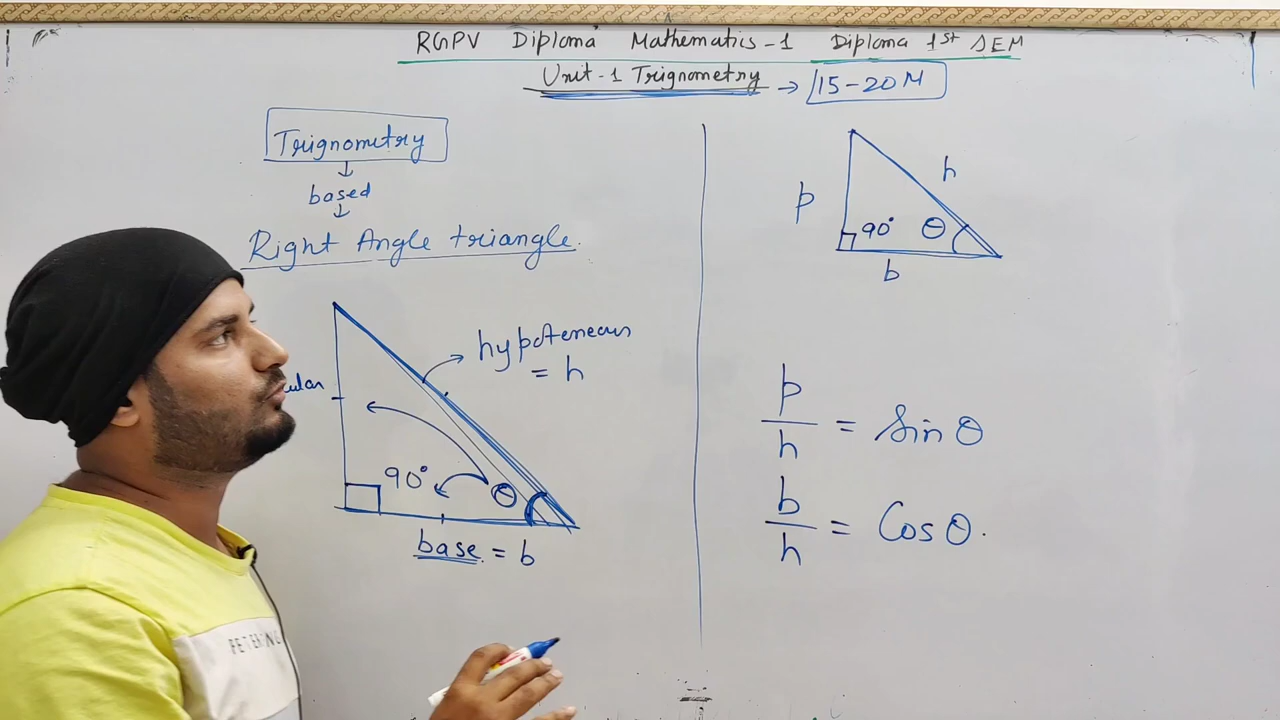 RGPV Diploma Mathematics-1 Diploma 1st SEM
Unit-1 Trignometry → 15-20M
Trignometry
↓
based
↓
Right Angle triangle.
hypoteneous
= h
90° θ
base = b
h
p
90° θ
b
p/h = Sin θ
b/h = Cos θ.